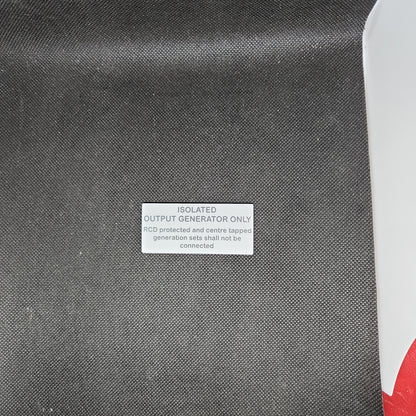 ISOLATED
OUTPUT GENERATOR ONLY
RCD protected and centre tapped
generation sets shall not be
connected